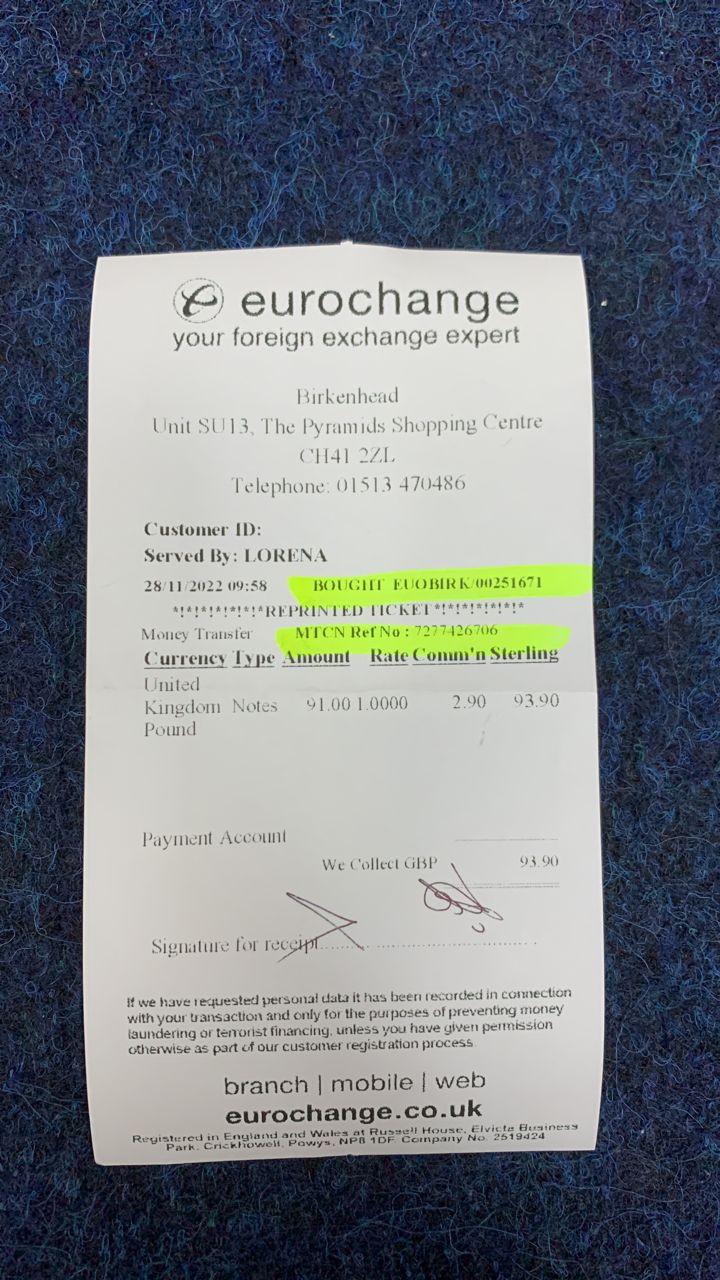 eurochange
your foreign exchange expert
Birkenhead
Unit SU13, The Pyramids Shopping Centre
CH41 2ZL
Telephone: 01513 470486
Customer ID:
Served By: LORENA
28/11/2022 09:58 BOUGHT EUOBIRK/00251671
*!*!*!*!*!*!*REPRINTED TICKET*!*!*!*!*!*!*
Money Transfer MTCN Ref No : 7277426706
Currency Type Amount Rate Comm'n Sterling
United
Kingdom Notes 91.00 1.0000 2.90 93.90
Pound
Payment Account
We Collect GBP 93.90
Signature for receipt
If we have requested personal data it has been recorded in connection
with your transaction and only for the purposes of preventing money
laundering or terrorist financing, unless you have given permission
otherwise as part of our customer registration process.
branch | mobile | web
eurochange.co.uk
Registered in England and Wales at Russell House, Elvicta Business
Park, Crickhowell, Powys, NP8 1DF Company No. 2519424